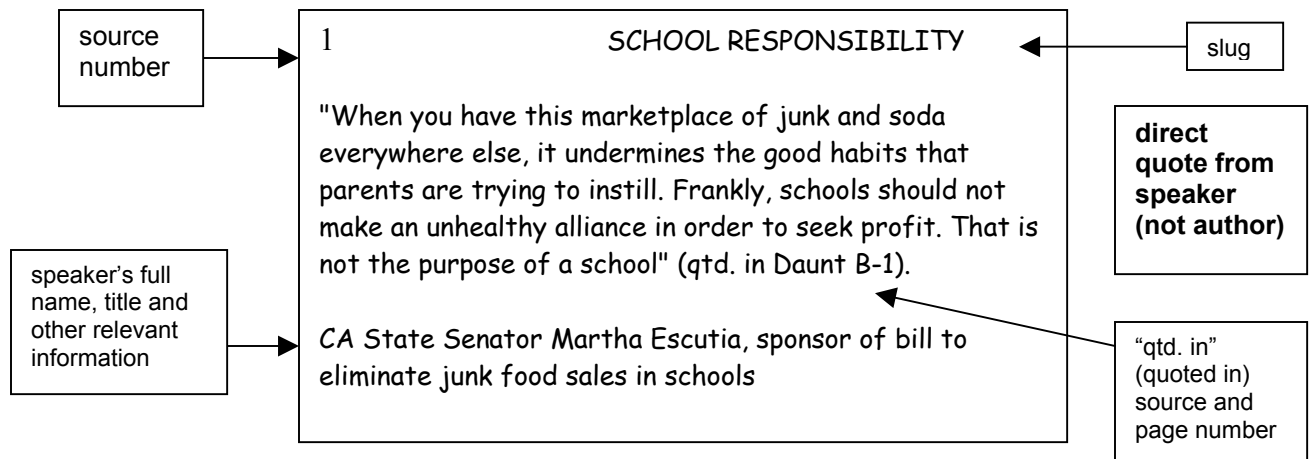 source
number
1 SCHOOL RESPONSIBILITY
slug
"When you have this marketplace of junk and soda
everywhere else, it undermines the good habits that
parents are trying to instill. Frankly, schools should not
make an unhealthy alliance in order to seek profit. That is
not the purpose of a school" (qtd. in Daunt B-1).
direct
quote from
speaker
(not author)
speaker's full
name, title and
other relevant
information
CA State Senator Martha Escutia, sponsor of bill to
eliminate junk food sales in schools
“qtd. in”
(quoted in)
source and
page number